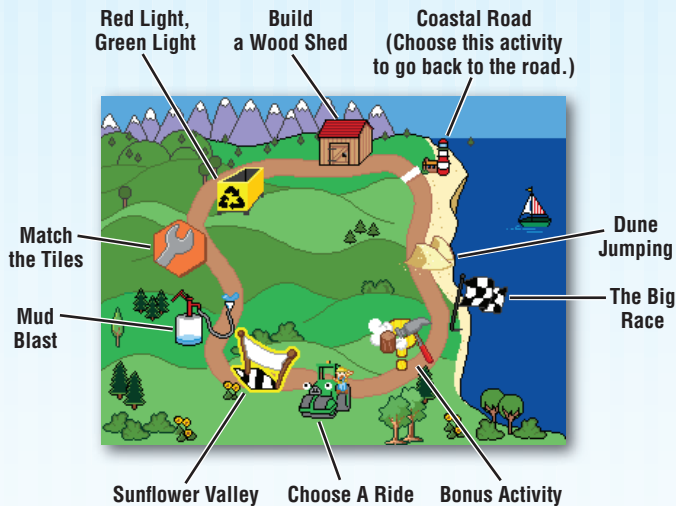 Red Light,
Green Light
Build
a Wood Shed
Coastal Road
(Choose this activity
to go back to the road.)
Match
the Tiles
Dune
Jumping
Mud
Blast
The Big
Race
Sunflower Valley
Choose A Ride
Bonus Activity